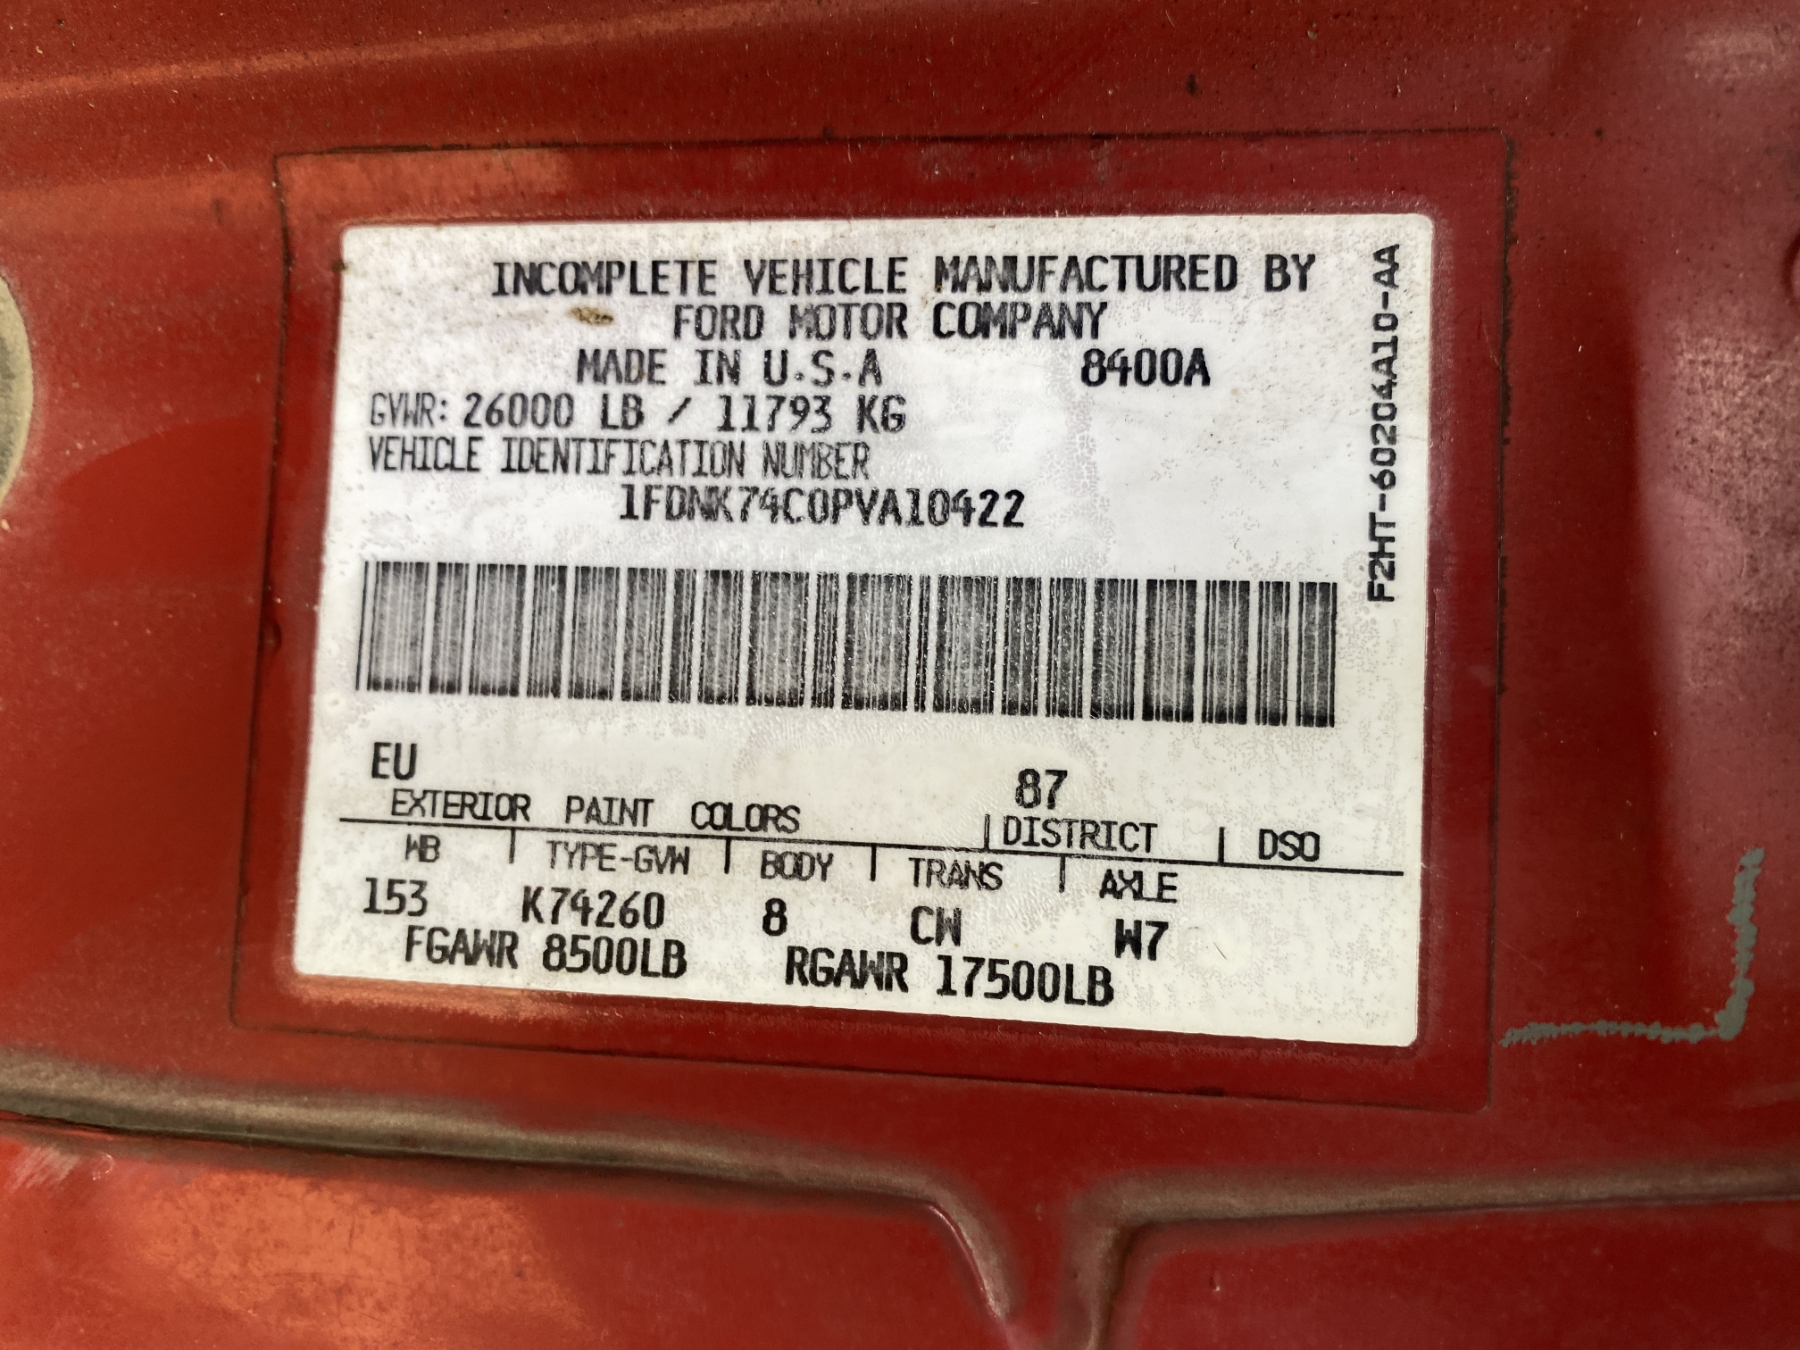 INCOMPLETE VEHICLE MANUFACTURED BY
FORD MOTOR COMPANY
MADE IN U.S.A 8400A
GVWR: 26000 LB / 11793 KG
VEHICLE IDENTIFICATION NUMBER
1FDNK74C0PVA10422
F2HT-60204A10-AA
EU 87
EXTERIOR PAINT COLORS | DISTRICT | DSO
WB | TYPE-GVW | BODY | TRANS | AXLE
153 K74260 8 CW W7
FGAWR 8500LB RGAWR 17500LB